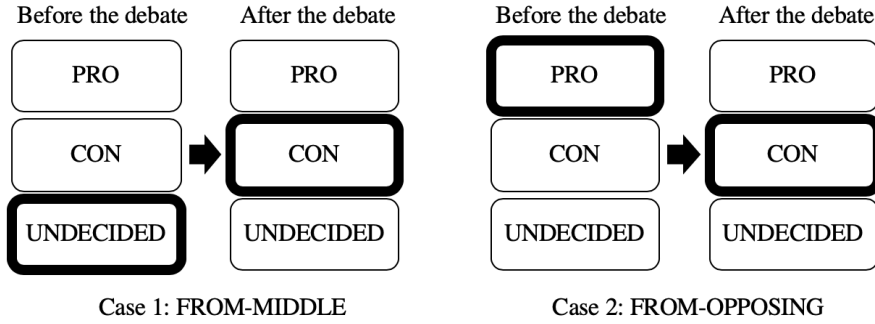 Before the debate
After the debate
PRO
PRO
CON
CON
UNDECIDED
UNDECIDED
Case 1: FROM-MIDDLE
Before the debate
After the debate
PRO
PRO
CON
CON
UNDECIDED
UNDECIDED
Case 2: FROM-OPPOSING